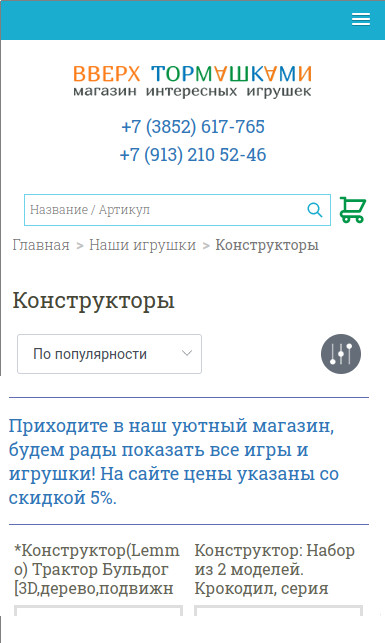 ВВЕРХ ТОРМАШКАМИ
магазин интересных игрушек
+7 (3852) 617-765
+7 (913) 210 52-46
Название / Артикул
Главная > Наши игрушки > Конструкторы
Конструкторы
По популярности
Приходите в наш уютный магазин,
будем рады показать все игры и
игрушки! На сайте цены указаны со
скидкой 5%.
*Конструктор(Lemm
о) Трактор Бульдог
[3D,дерево,подвижн
Конструктор: Набор
из 2 моделей.
Крокодил, серия